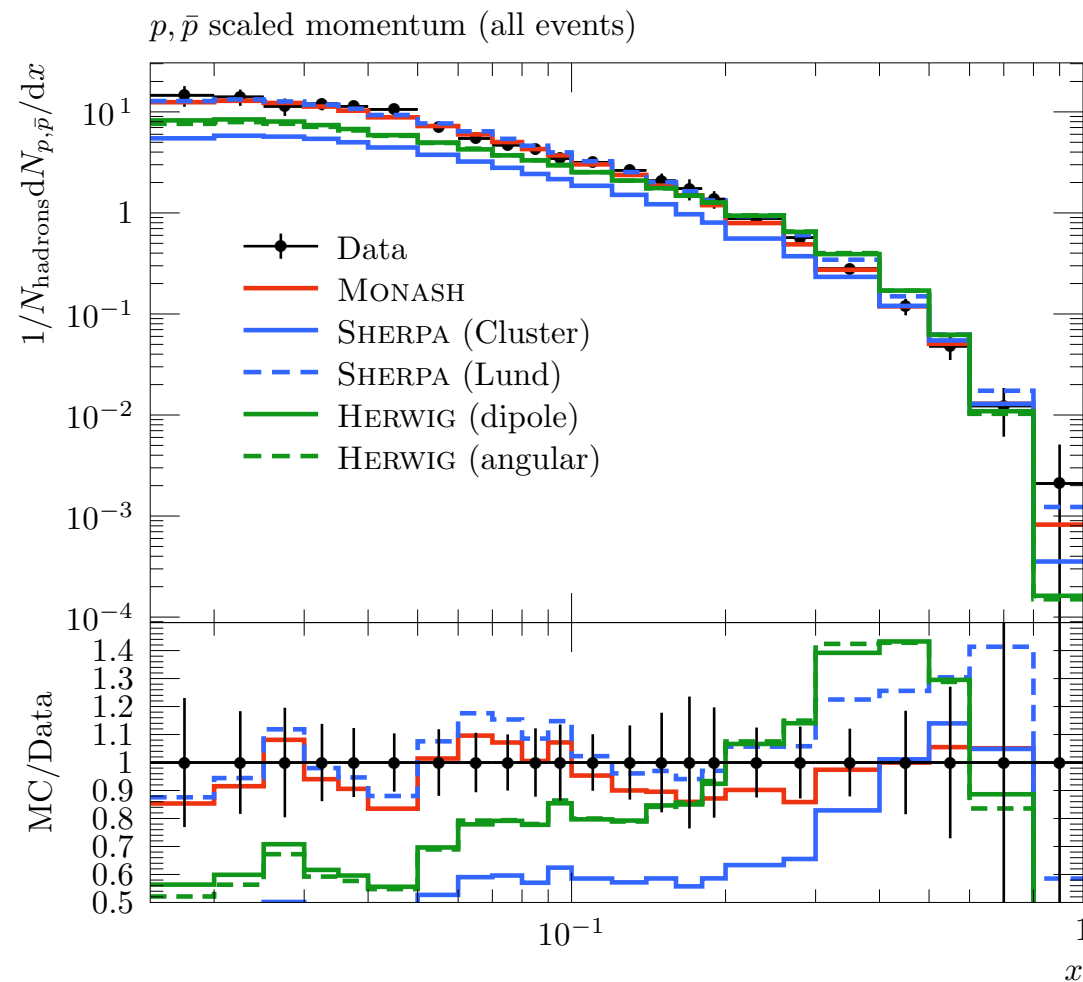 p, p̄ scaled momentum (all events)
1/N_hadrons dN_{p,p̄}/dx
10^1
1
10^−1
10^−2
10^−3
10^−4
Data
MONASH
SHERPA (Cluster)
SHERPA (Lund)
HERWIG (dipole)
HERWIG (angular)
MC/Data
1.4
1.3
1.2
1.1
1
0.9
0.8
0.7
0.6
0.5
10^−1
1
x